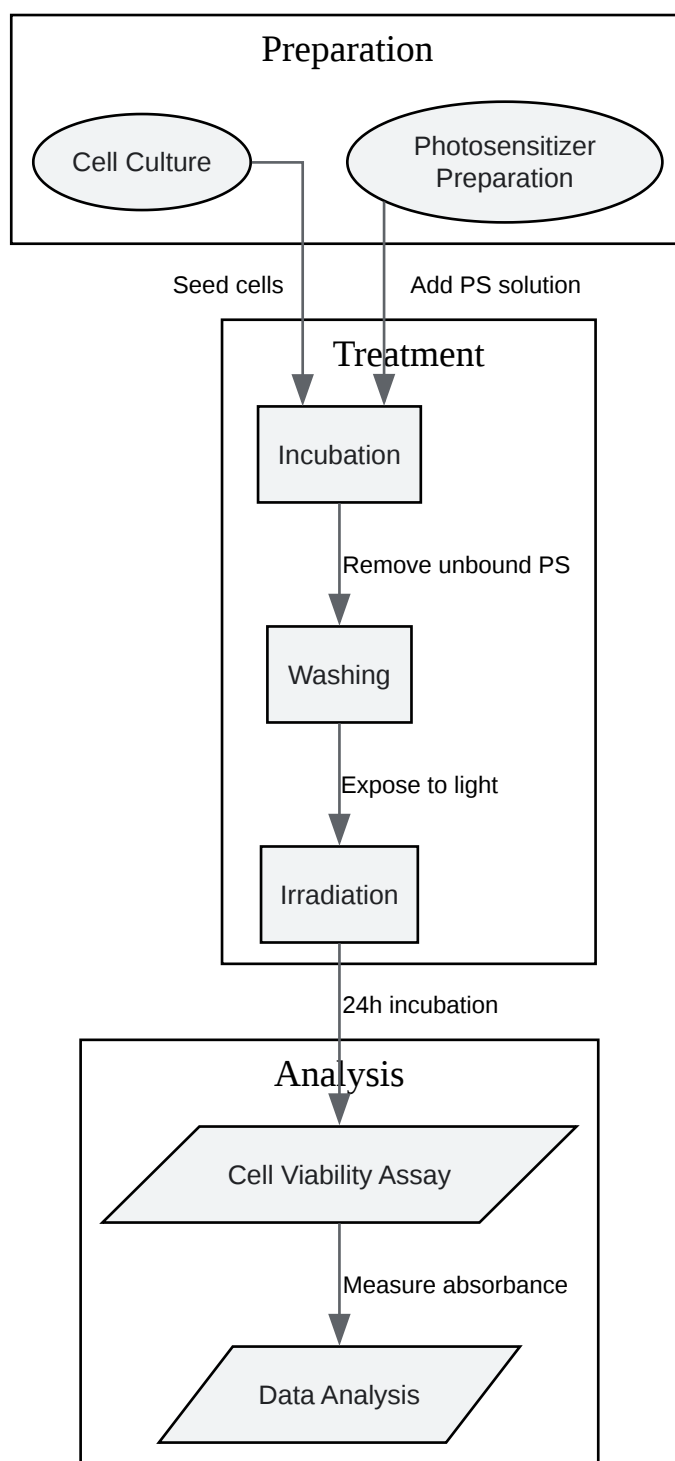 Preparation
Cell Culture
Photosensitizer
Preparation
Seed cells
Add PS solution
Treatment
Incubation
Remove unbound PS
Washing
Expose to light
Irradiation
24h incubation
Analysis
Cell Viability Assay
Measure absorbance
Data Analysis